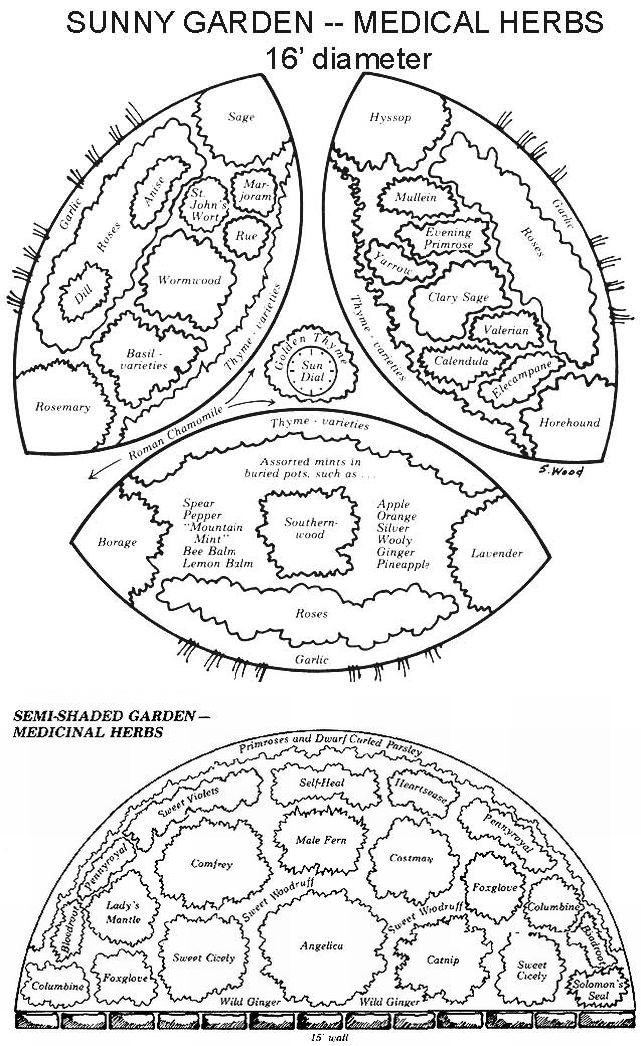 SUNNY GARDEN -- MEDICAL HERBS
16' diameter
Sage
Garlic
Roses
Anise
St.
John's
Wort
Mar-
joram
Rue
Dill
Wormwood
Basil -
varieties
Thyme - varieties
Rosemary
Hyssop
Mullein
Garlic
Roses
Evening
Primrose
Yarrow
Clary Sage
Valerian
Calendula
Elecampane
Thyme - varieties
Horehound
S. Wood
Golden Thyme
Sun
Dial
Roman Chamomile
Thyme - varieties
Assorted mints in
buried pots, such as . . .
Spear
Pepper
"Mountain
Mint"
Bee Balm
Lemon Balm
Southern-
wood
Apple
Orange
Silver
Wooly
Ginger
Pineapple
Borage
Lavender
Roses
Garlic
SEMI-SHADED GARDEN—
MEDICINAL HERBS
Primroses and Dwarf Curled Parsley
Sweet Violets
Self-Heal
Heartsease
Pennyroyal
Pennyroyal
Comfrey
Male Fern
Costmay
Foxglove
Columbine
Bloodroot
Lady's
Mantle
Sweet Woodruff
Sweet Woodruff
Bloodroot
Columbine
Foxglove
Sweet Cicely
Angelica
Catnip
Sweet
Cicely
Solomon's
Seal
Wild Ginger
Wild Ginger
15' wall